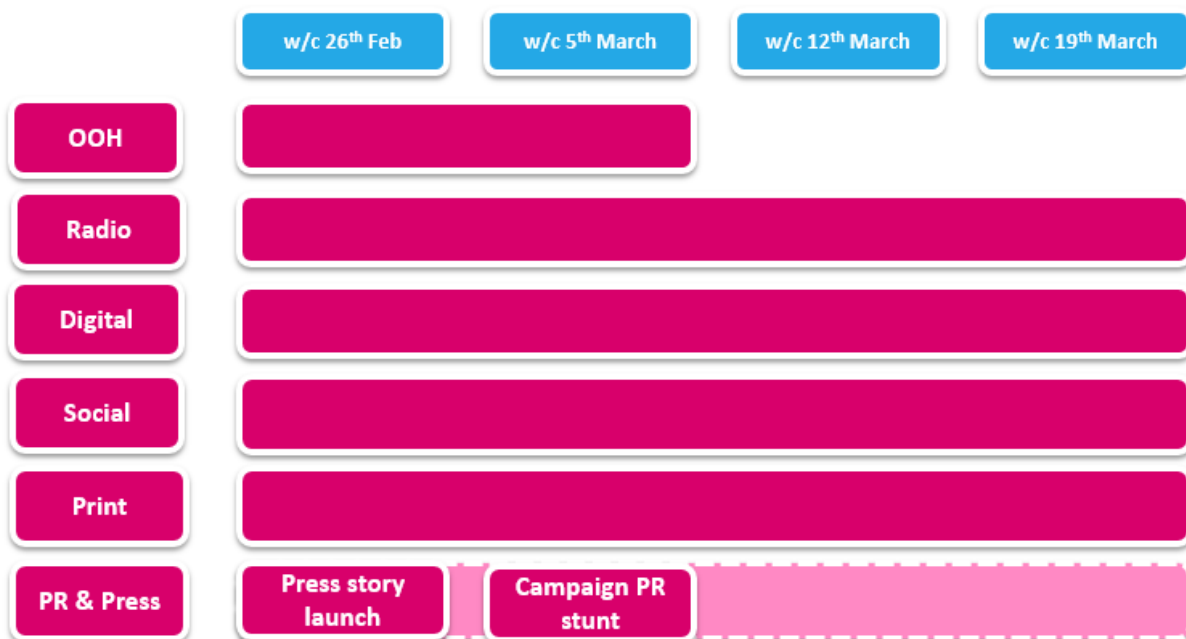 w/c 26th Feb
w/c 5th March
w/c 12th March
w/c 19th March
OOH
Radio
Digital
Social
Print
PR & Press
Press story
launch
Campaign PR
stunt